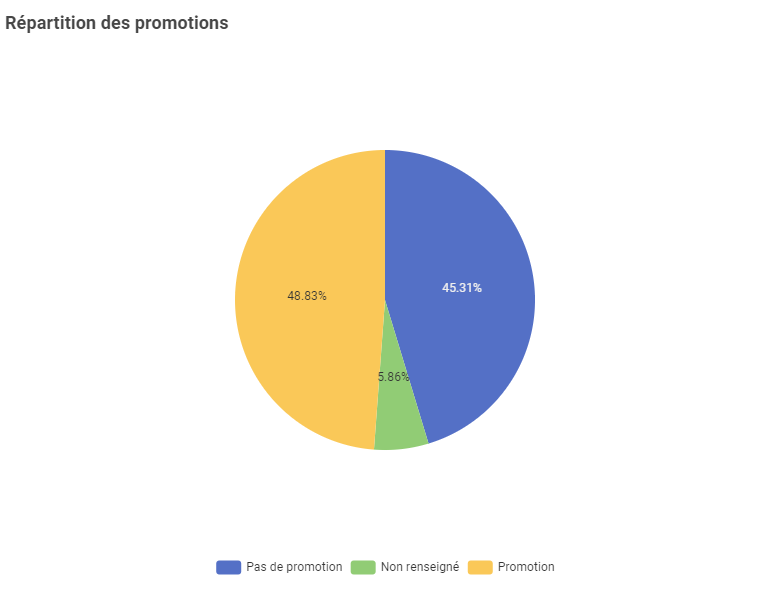 Répartition des promotions
45.31%
48.83%
5.86%
Pas de promotion Non renseigné Promotion